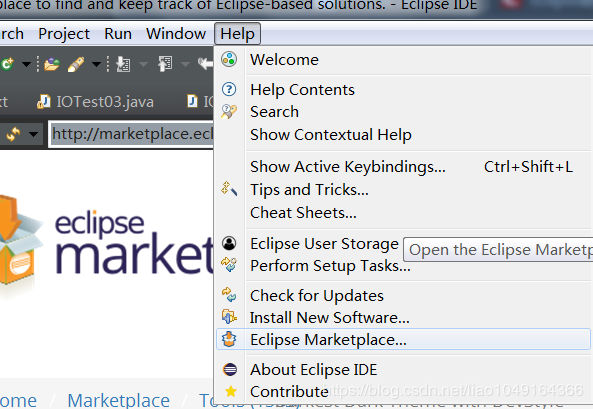 place to find and keep track of Eclipse-based solutions. - Eclipse IDE
Project Run Window Help
IOTest03.java
http://marketplace.ecl
eclipse
market
Welcome
Help Contents
Search
Show Contextual Help
Show Active Keybindings... Ctrl+Shift+L
Tips and Tricks...
Cheat Sheets...
Eclipse User Storage
Open the Eclipse Marketp
Perform Setup Tasks...
Check for Updates
Install New Software...
Eclipse Marketplace...
About Eclipse IDE
Contribute
https://blog.csdn.net/liao1049164366
ome / Marketplace / Tools